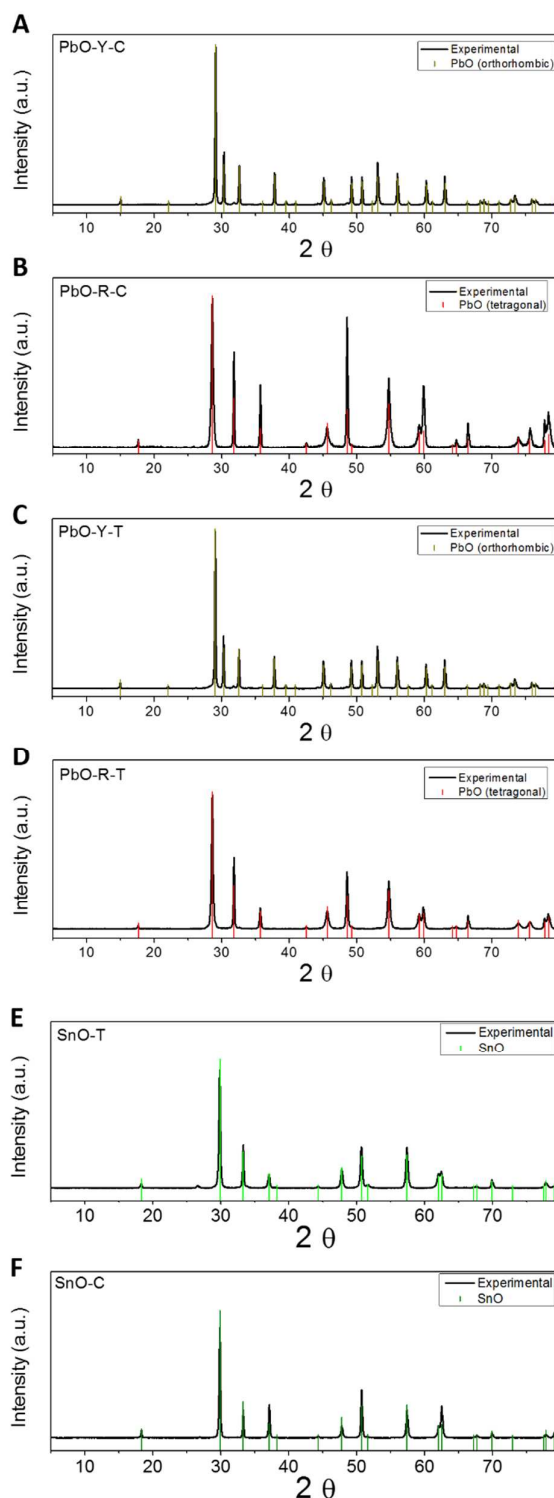 A
PbO-Y-C
Experimental
PbO (orthorhombic)
Intensity (a.u.)
10 20 30 40 50 60 70
2 θ
B
PbO-R-C
Experimental
PbO (tetragonal)
Intensity (a.u.)
10 20 30 40 50 60 70
2 θ
C
PbO-Y-T
Experimental
PbO (orthorhombic)
Intensity (a.u.)
10 20 30 40 50 60 70
2 θ
D
PbO-R-T
Experimental
PbO (tetragonal)
Intensity (a.u.)
10 20 30 40 50 60 70
2 θ
E
SnO-T
Experimental
SnO
Intensity (a.u.)
10 20 30 40 50 60 70
2 θ
F
SnO-C
Experimental
SnO
Intensity (a.u.)
10 20 30 40 50 60 70
2 θ